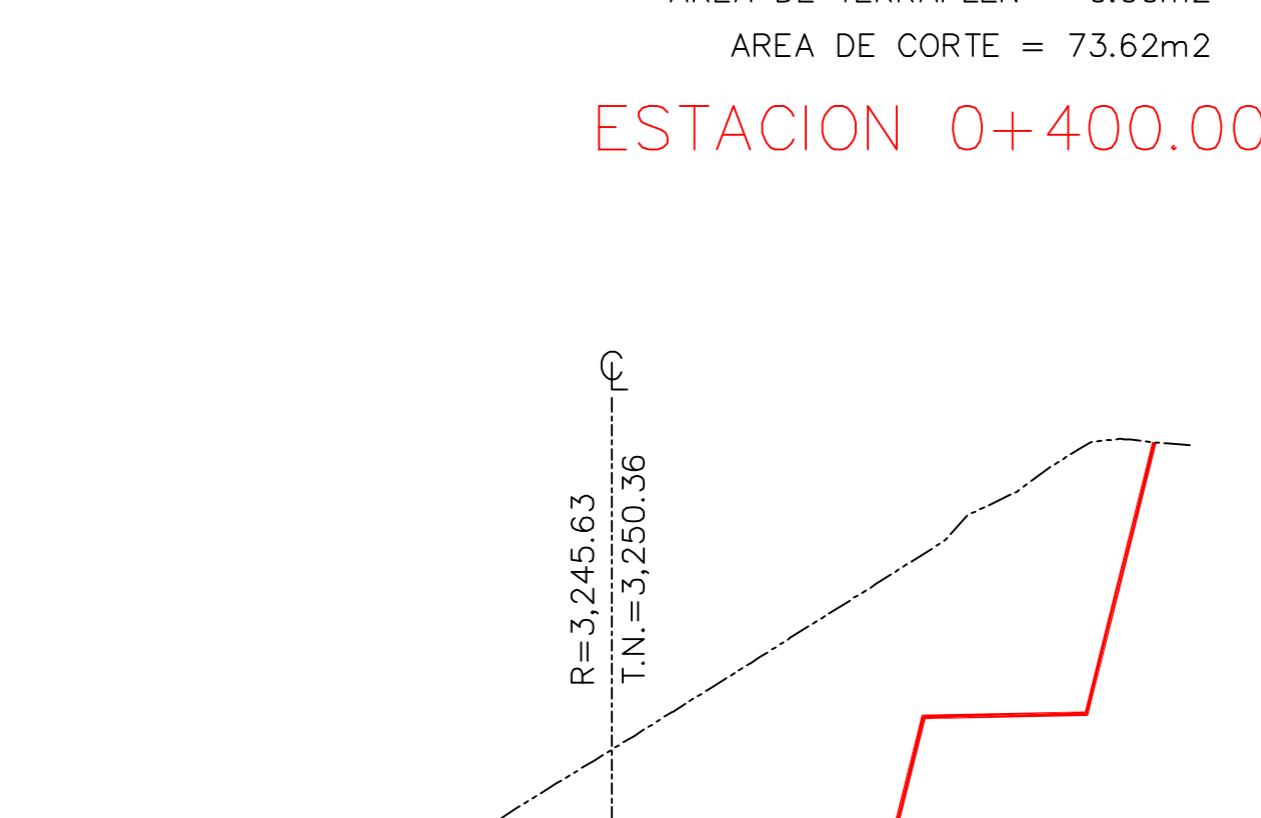 AREA DE CORTE = 73.62m2
ESTACION 0+400.00
R=3,245.63
T.N.=3,250.36